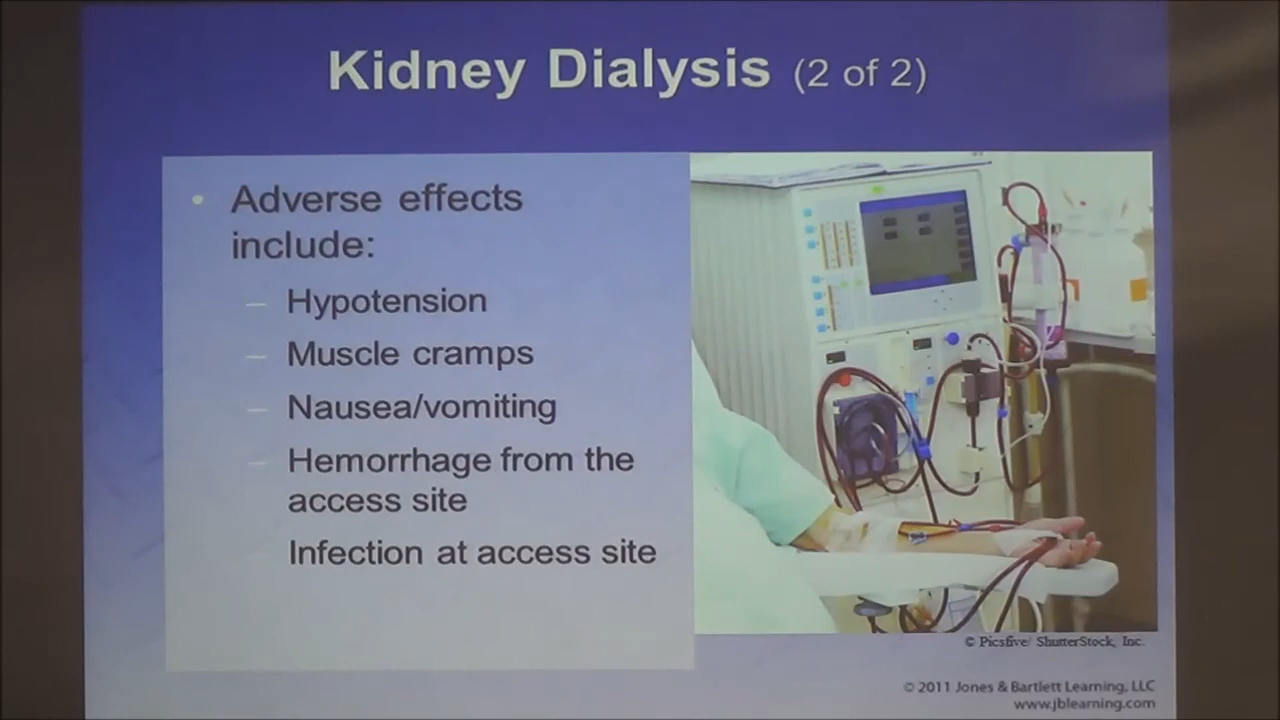 Kidney Dialysis (2 of 2)
• Adverse effects
include:
– Hypotension
– Muscle cramps
– Nausea/vomiting
– Hemorrhage from the
access site
Infection at access site
© Picsfive/ ShutterStock, Inc.
© 2011 Jones & Bartlett Learning, LLC
www.jblearning.com